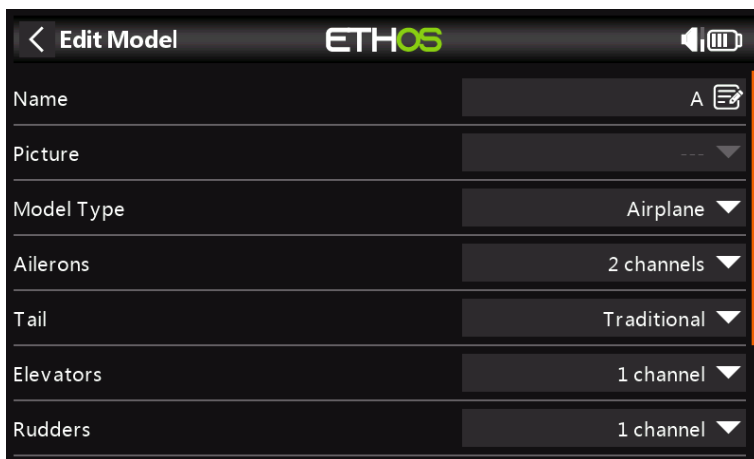 Edit Model ETHOS
Name A
Picture ---
Model Type Airplane
Ailerons 2 channels
Tail Traditional
Elevators 1 channel
Rudders 1 channel